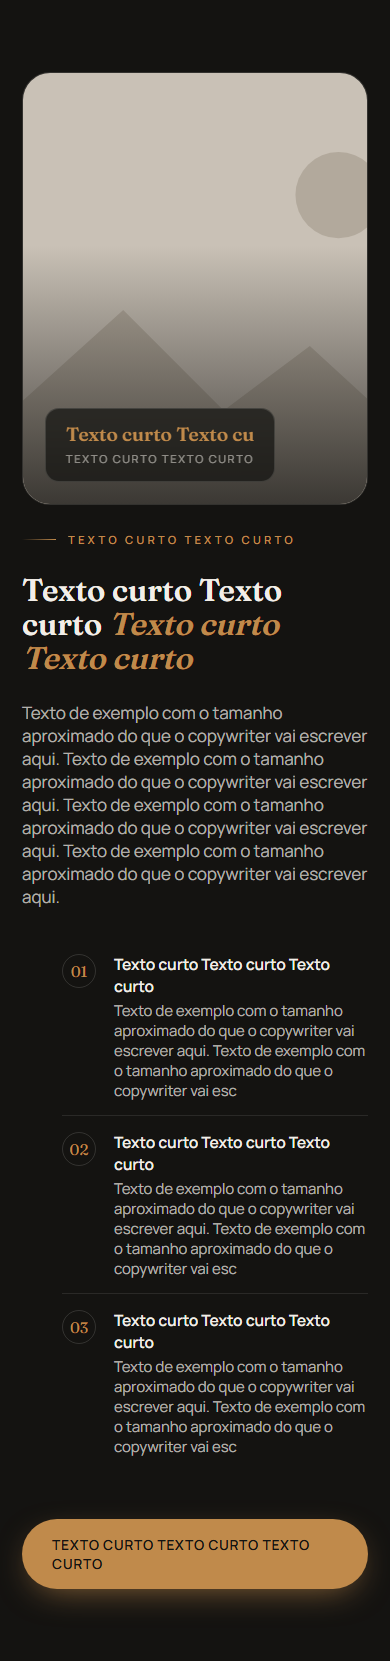 Texto curto Texto cu
TEXTO CURTO TEXTO CURTO
TEXTO CURTO TEXTO CURTO
Texto curto Texto
curto Texto curto
Texto curto
Texto de exemplo com o tamanho
aproximado do que o copywriter vai escrever
aqui. Texto de exemplo com o tamanho
aproximado do que o copywriter vai escrever
aqui. Texto de exemplo com o tamanho
aproximado do que o copywriter vai escrever
aqui. Texto de exemplo com o tamanho
aproximado do que o copywriter vai escrever
aqui.
01
Texto curto Texto curto Texto
curto
Texto de exemplo com o tamanho
aproximado do que o copywriter vai
escrever aqui. Texto de exemplo com
o tamanho aproximado do que o
copywriter vai esc
02
Texto curto Texto curto Texto
curto
Texto de exemplo com o tamanho
aproximado do que o copywriter vai
escrever aqui. Texto de exemplo com
o tamanho aproximado do que o
copywriter vai esc
03
Texto curto Texto curto Texto
curto
Texto de exemplo com o tamanho
aproximado do que o copywriter vai
escrever aqui. Texto de exemplo com
o tamanho aproximado do que o
copywriter vai esc
TEXTO CURTO TEXTO CURTO TEXTO
CURTO